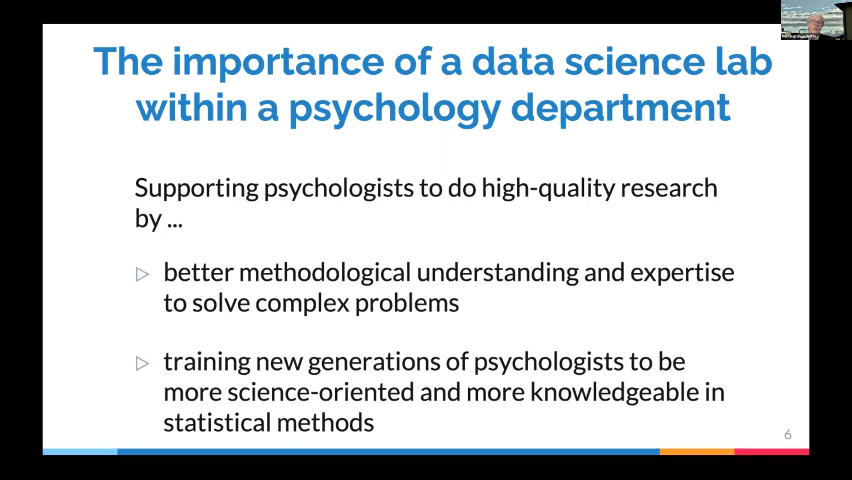 The importance of a data science lab
within a psychology department
Supporting psychologists to do high-quality research
by ...
▷ better methodological understanding and expertise
to solve complex problems
▷ training new generations of psychologists to be
more science-oriented and more knowledgeable in
statistical methods
6